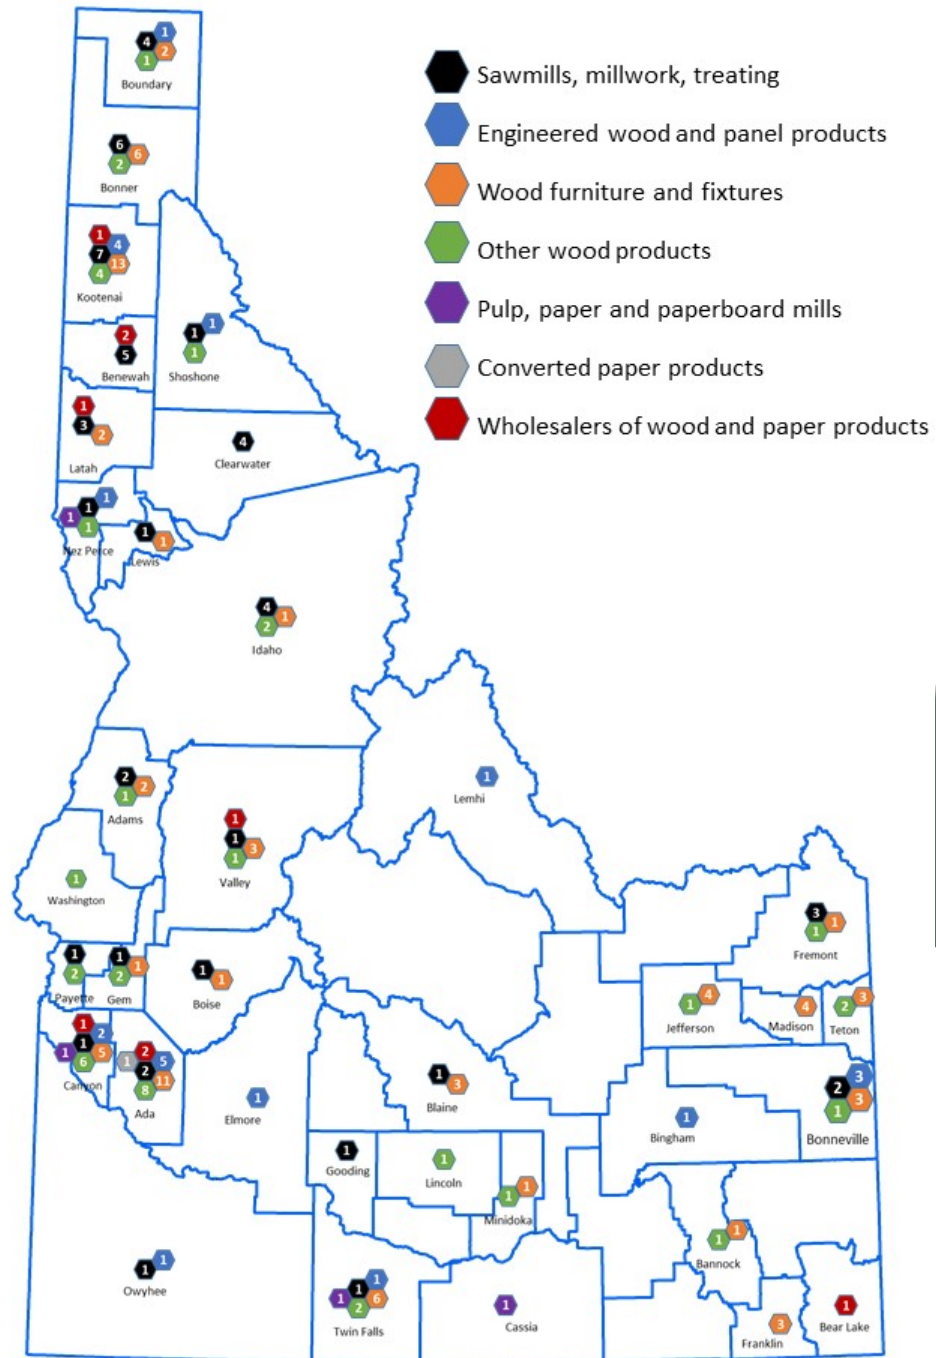 Sawmills, millwork, treating
Engineered wood and panel products
Wood furniture and fixtures
Other wood products
Pulp, paper and paperboard mills
Converted paper products
Wholesalers of wood and paper products
1
4
2
1
Boundary
6
6
2
Bonner
1
4
7
13
4
Kootenai
2
5
Benewah
1
1
1
Shoshone
1
3
2
Latah
4
Clearwater
1
1
1
1
Nez Perce
1
1
Lewis
4
1
2
Idaho
2
2
1
Adams
1
1
3
1
Valley
1
Lemhi
1
Washington
1
2
Payette
1
1
2
Gem
1
1
Boise
3
1
1
Fremont
4
1
Jefferson
4
Madison
3
2
Teton
1
2
1
1
5
6
Canyon
2
1
5
2
11
8
Ada
1
Elmore
1
3
Blaine
1
Bingham
3
2
3
1
Bonneville
1
Gooding
1
Lincoln
1
1
Minidoka
1
1
Bannock
1
1
Owyhee
1
1
1
6
2
Twin Falls
1
Cassia
3
Franklin
1
Bear Lake